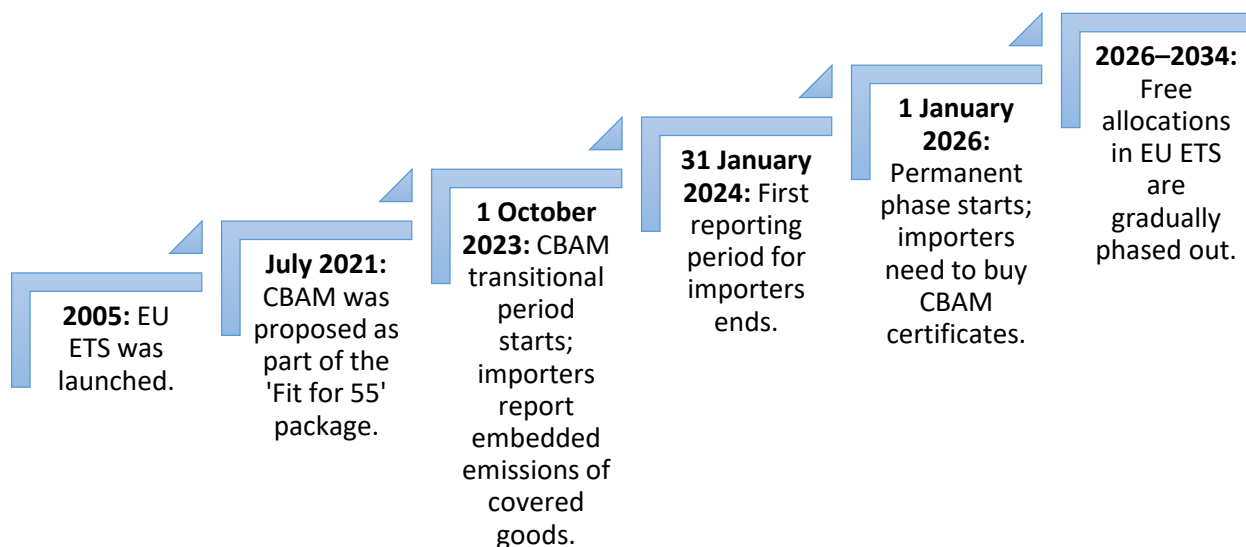 2005: EU
ETS was
launched.
July 2021:
CBAM was
proposed as
part of the
'Fit for 55'
package.
1 October
2023: CBAM
transitional
period
starts;
importers
report
embedded
emissions of
covered
goods.
31 January
2024: First
reporting
period for
importers
ends.
1 January
2026:
Permanent
phase starts;
importers
need to buy
CBAM
certificates.
2026–2034:
Free
allocations
in EU ETS
are
gradually
phased out.